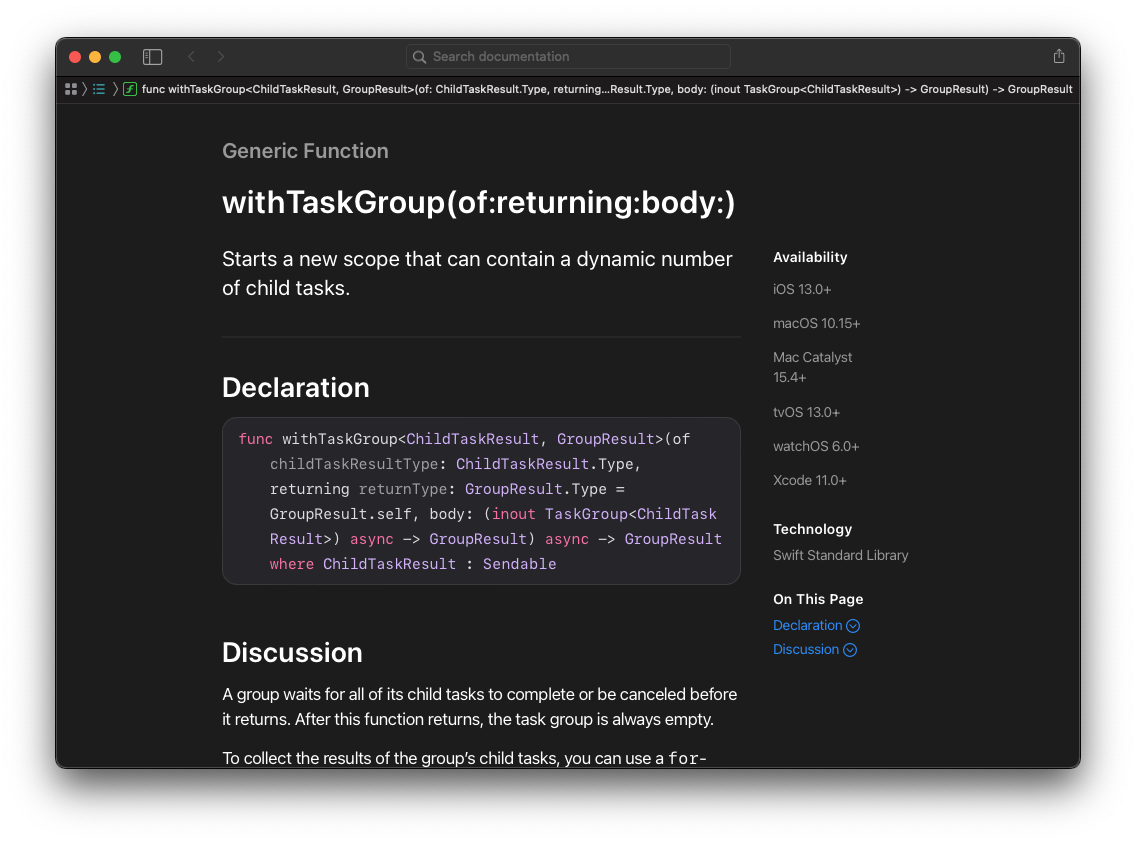 Search documentation
func withTaskGroup<ChildTaskResult, GroupResult>(of: ChildTaskResult.Type, returning...Result.Type, body: (inout TaskGroup<ChildTaskResult>) -> GroupResult) -> GroupResult
Generic Function
withTaskGroup(of:returning:body:)
Starts a new scope that can contain a dynamic number
of child tasks.
Declaration
func withTaskGroup<ChildTaskResult, GroupResult>(of
childTaskResultType: ChildTaskResult.Type,
returning returnType: GroupResult.Type =
GroupResult.self, body: (inout TaskGroup<ChildTask
Result>) async -> GroupResult) async -> GroupResult
where ChildTaskResult : Sendable
Discussion
A group waits for all of its child tasks to complete or be canceled before
it returns. After this function returns, the task group is always empty.
To collect the results of the group’s child tasks, you can use a for-
Availability
iOS 13.0+
macOS 10.15+
Mac Catalyst
15.4+
tvOS 13.0+
watchOS 6.0+
Xcode 11.0+
Technology
Swift Standard Library
On This Page
Declaration
Discussion